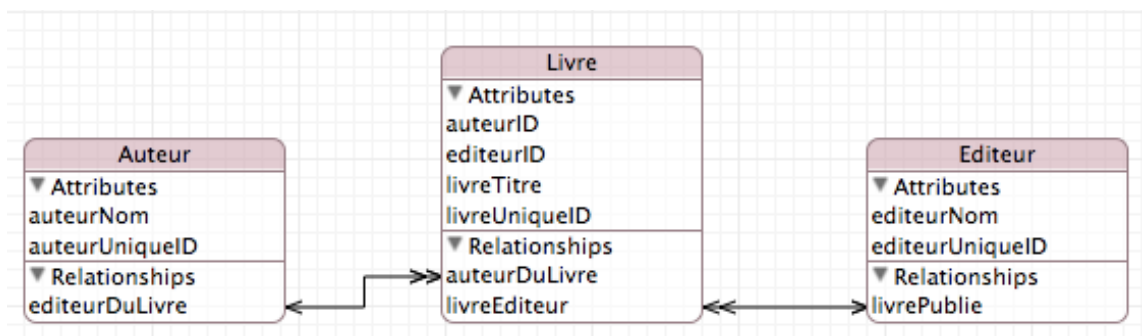 Auteur
Attributes
auteurNom
auteurUniqueID
Relationships
editeurDuLivre
Livre
Attributes
auteurID
editeurID
livreTitre
livreUniqueID
Relationships
auteurDuLivre
livreEditeur
Editeur
Attributes
editeurNom
editeurUniqueID
Relationships
livrePublie